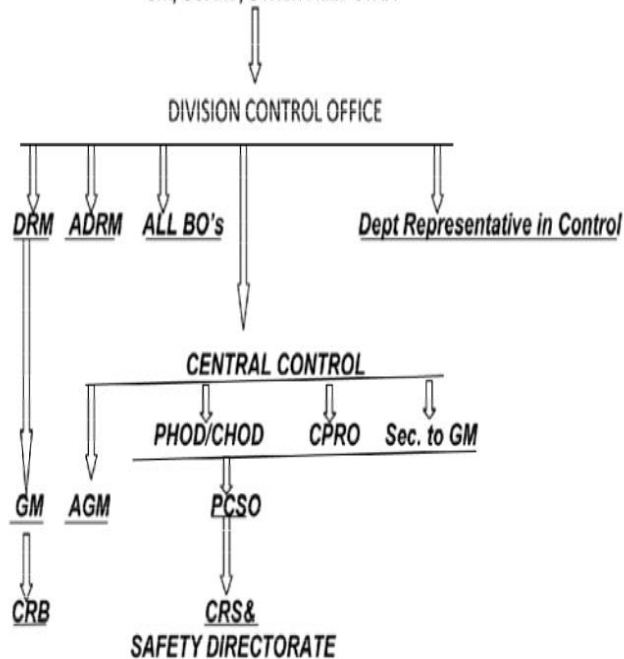 DIVISION CONTROL OFFICE
DRM ADRM ALL BO's Dept Representative in Control
CENTRAL CONTROL
PHOD/CHOD CPRO Sec. to GM
GM AGM PCSO
CRB CRS&
SAFETY DIRECTORATE